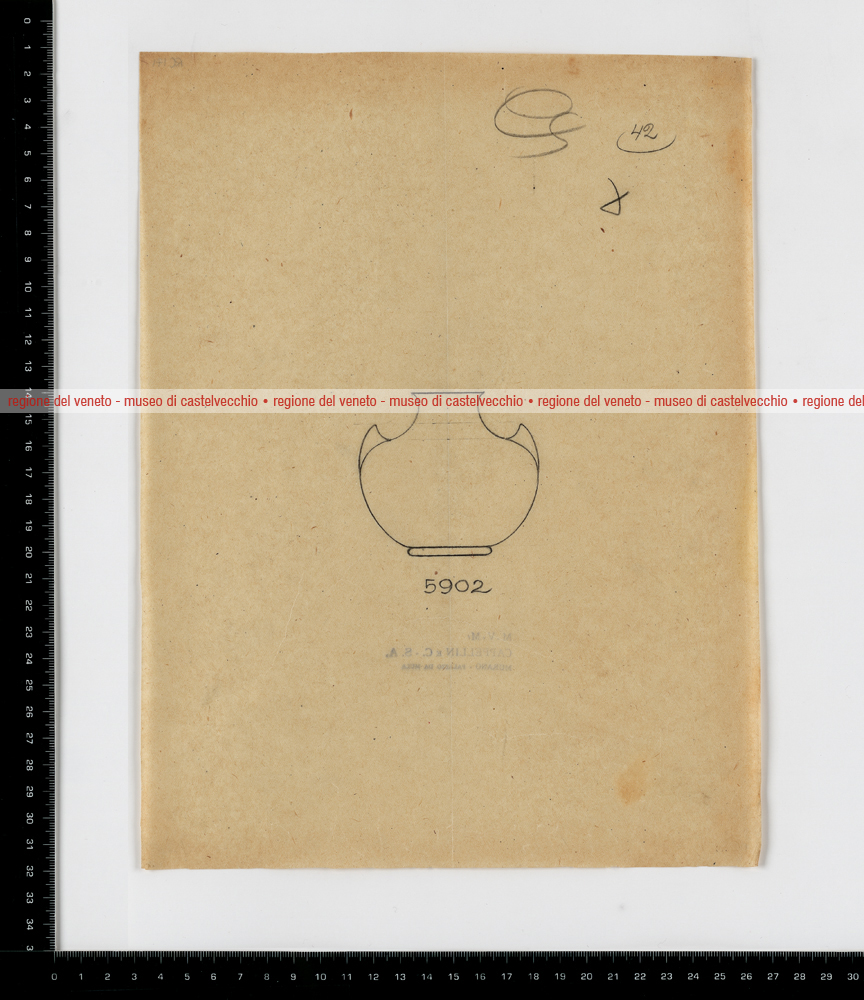 42
regione del veneto - museo di castelvecchio • regione del veneto - museo di castelvecchio • regione del veneto - museo di castelvecchio • regione del
5902
M. V. M.
CAPPELLIN & C. - S. A.
0 1 2 3 4 5 6 7 8 9 10 11 12 13 14 15 16 17 18 19 20 21 22 23 24 25 26 27 28 29 30 31 32 33 34 3
0 1 2 3 4 5 6 7 8 9 10 11 12 13 14 15 16 17 18 19 20 21 22 23 24 25 26 27 28 29 30